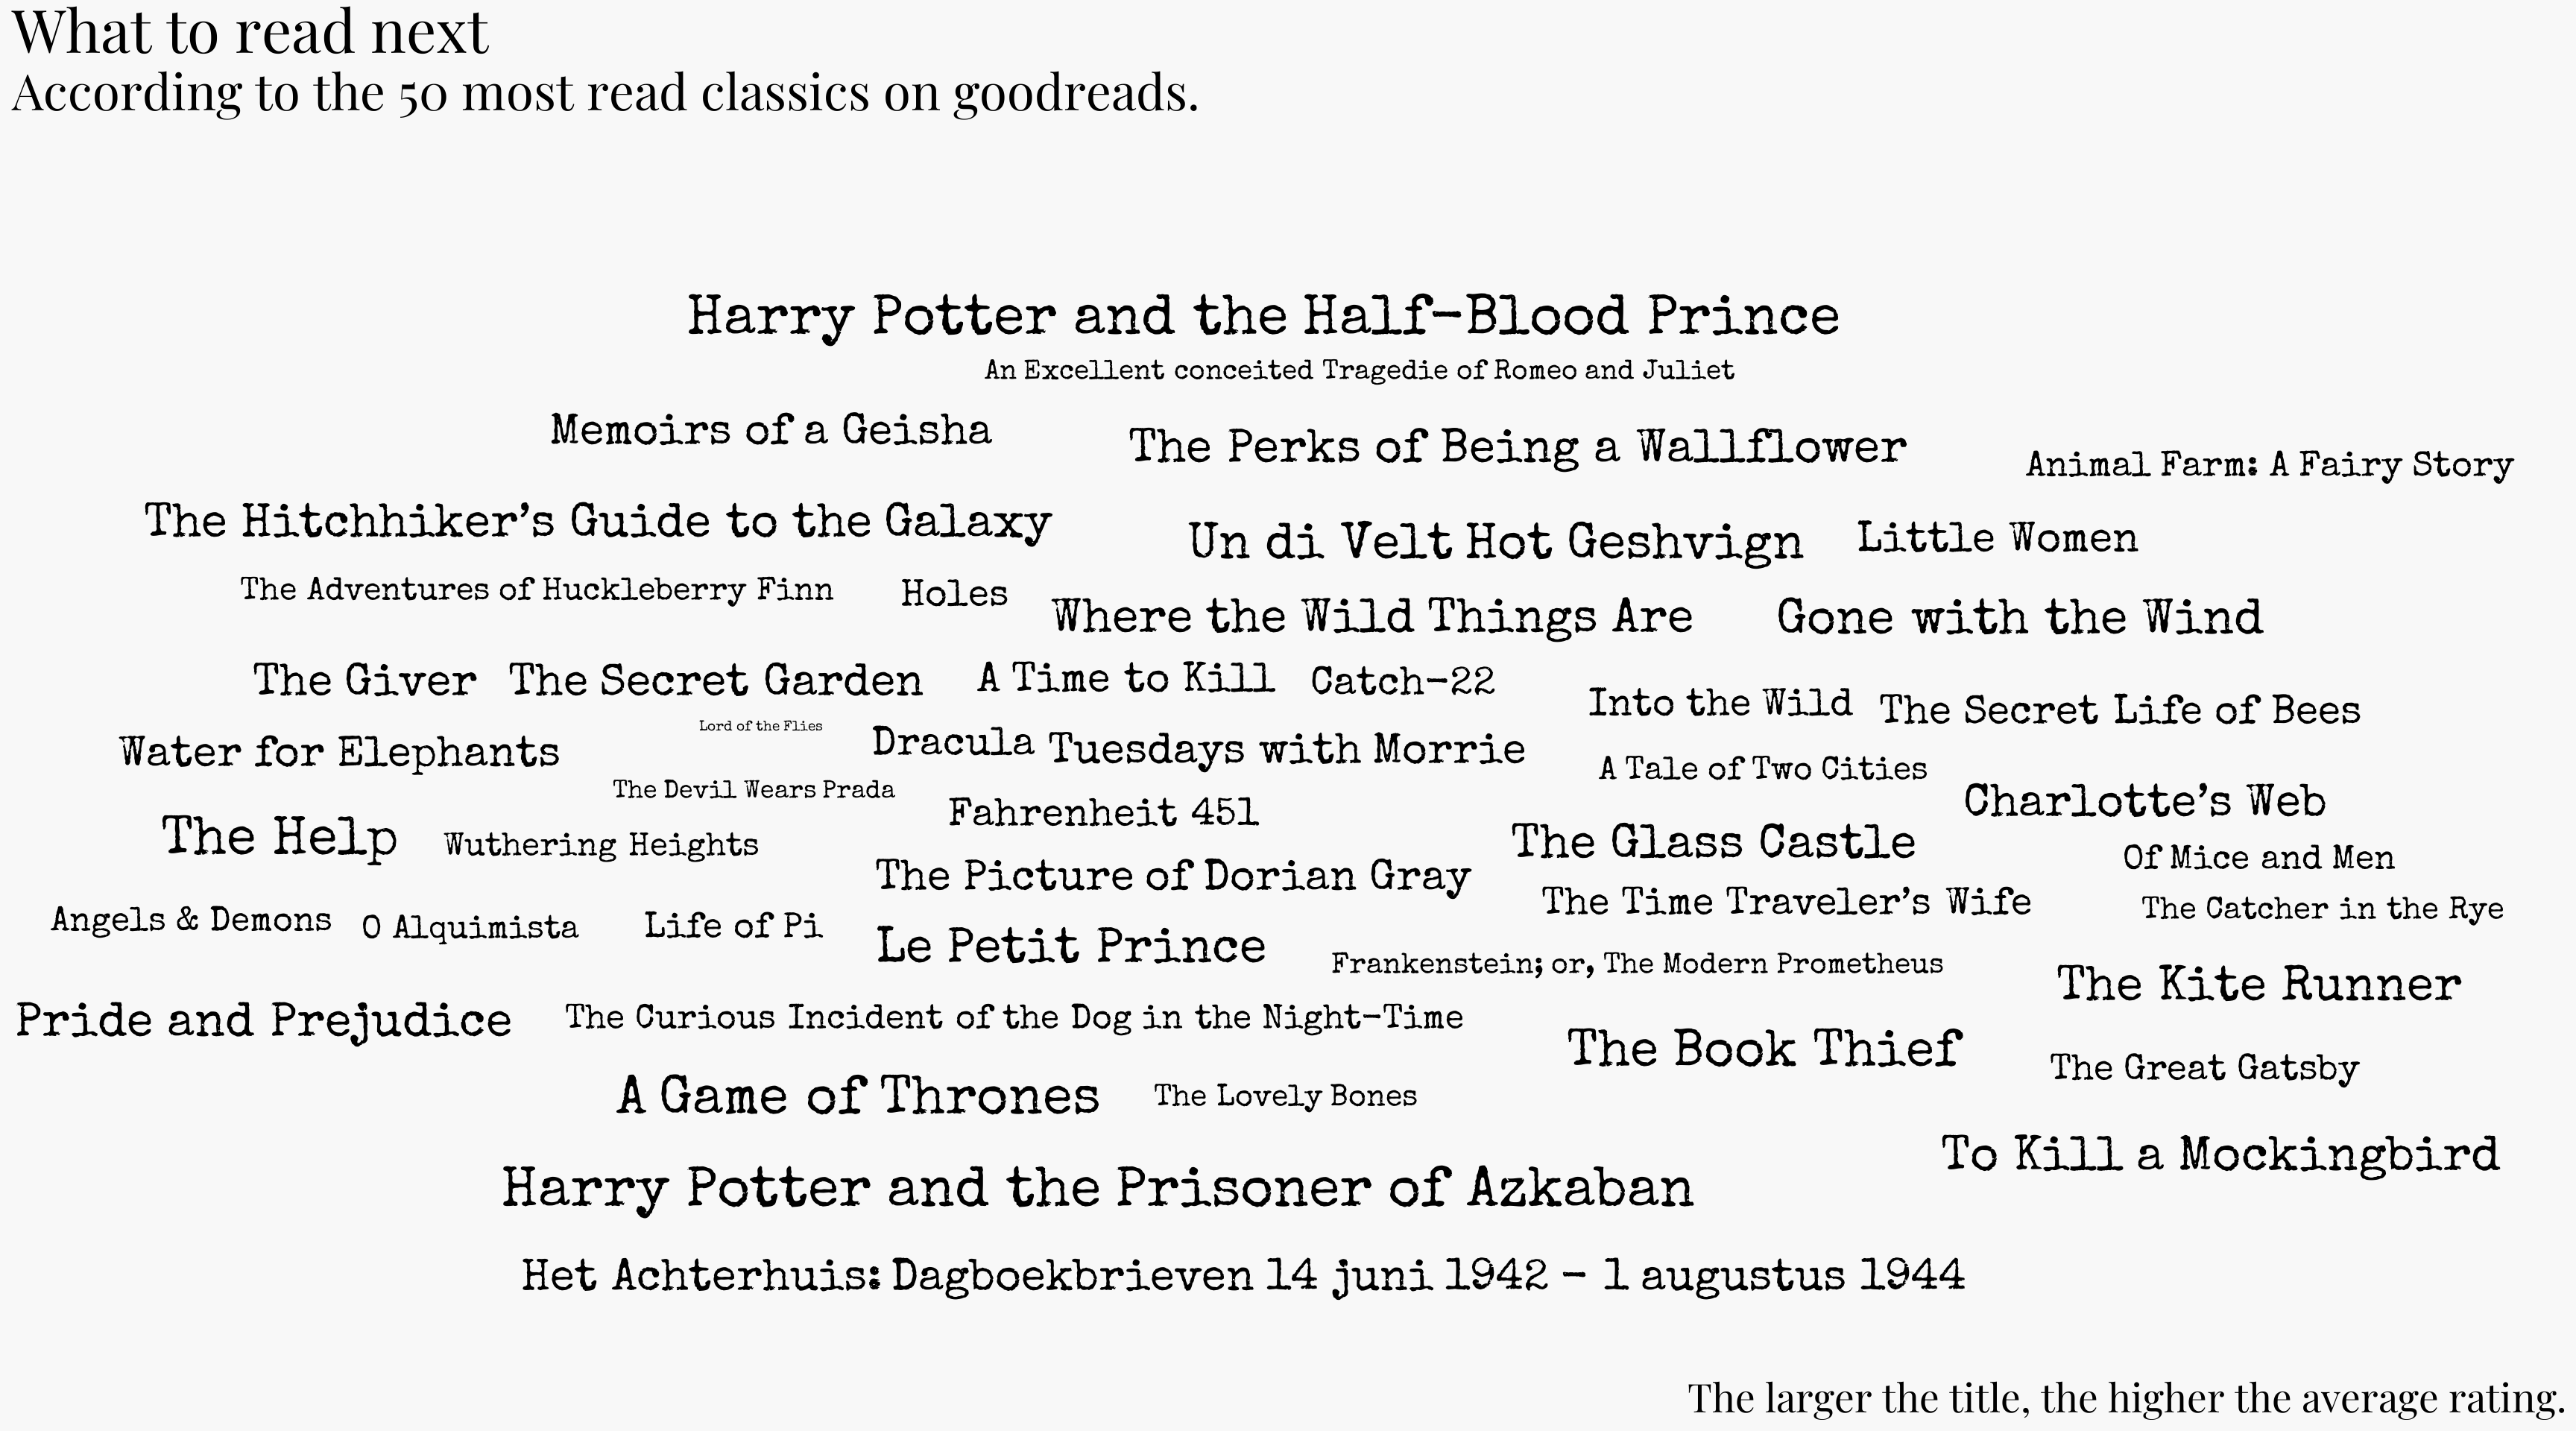 What to read next
According to the 50 most read classics on goodreads.
Harry Potter and the Half-Blood Prince
An Excellent conceited Tragedie of Romeo and Juliet
Memoirs of a Geisha
The Perks of Being a Wallflower
Animal Farm: A Fairy Story
The Hitchhiker's Guide to the Galaxy
Un di Velt Hot Geshvign
Little Women
The Adventures of Huckleberry Finn
Holes
Where the Wild Things Are
Gone with the Wind
The Giver
The Secret Garden
A Time to Kill
Catch-22
Into the Wild
The Secret Life of Bees
Lord of the Flies
Water for Elephants
Dracula
Tuesdays with Morrie
A Tale of Two Cities
The Devil Wears Prada
Charlotte's Web
Fahrenheit 451
The Help
Wuthering Heights
The Glass Castle
Of Mice and Men
The Picture of Dorian Gray
The Time Traveler's Wife
The Catcher in the Rye
Angels & Demons
O Alquimista
Life of Pi
Le Petit Prince
Frankenstein; or, The Modern Prometheus
The Kite Runner
Pride and Prejudice
The Curious Incident of the Dog in the Night-Time
The Book Thief
The Great Gatsby
A Game of Thrones
The Lovely Bones
To Kill a Mockingbird
Harry Potter and the Prisoner of Azkaban
Het Achterhuis: Dagboekbrieven 14 juni 1942 - 1 augustus 1944
The larger the title, the higher the average rating.